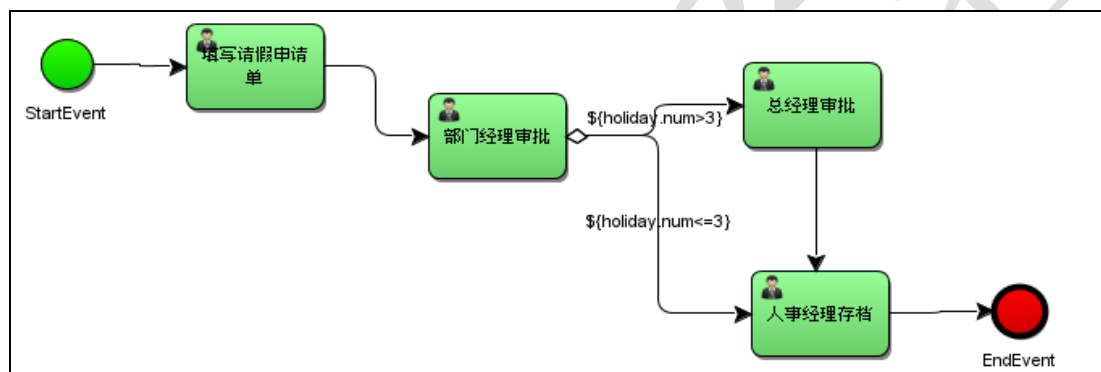 填写请假申请
单
StartEvent
部门经理审批
${holiday.num>3}
总经理审批
${holiday.num<=3}
人事经理存档
EndEvent